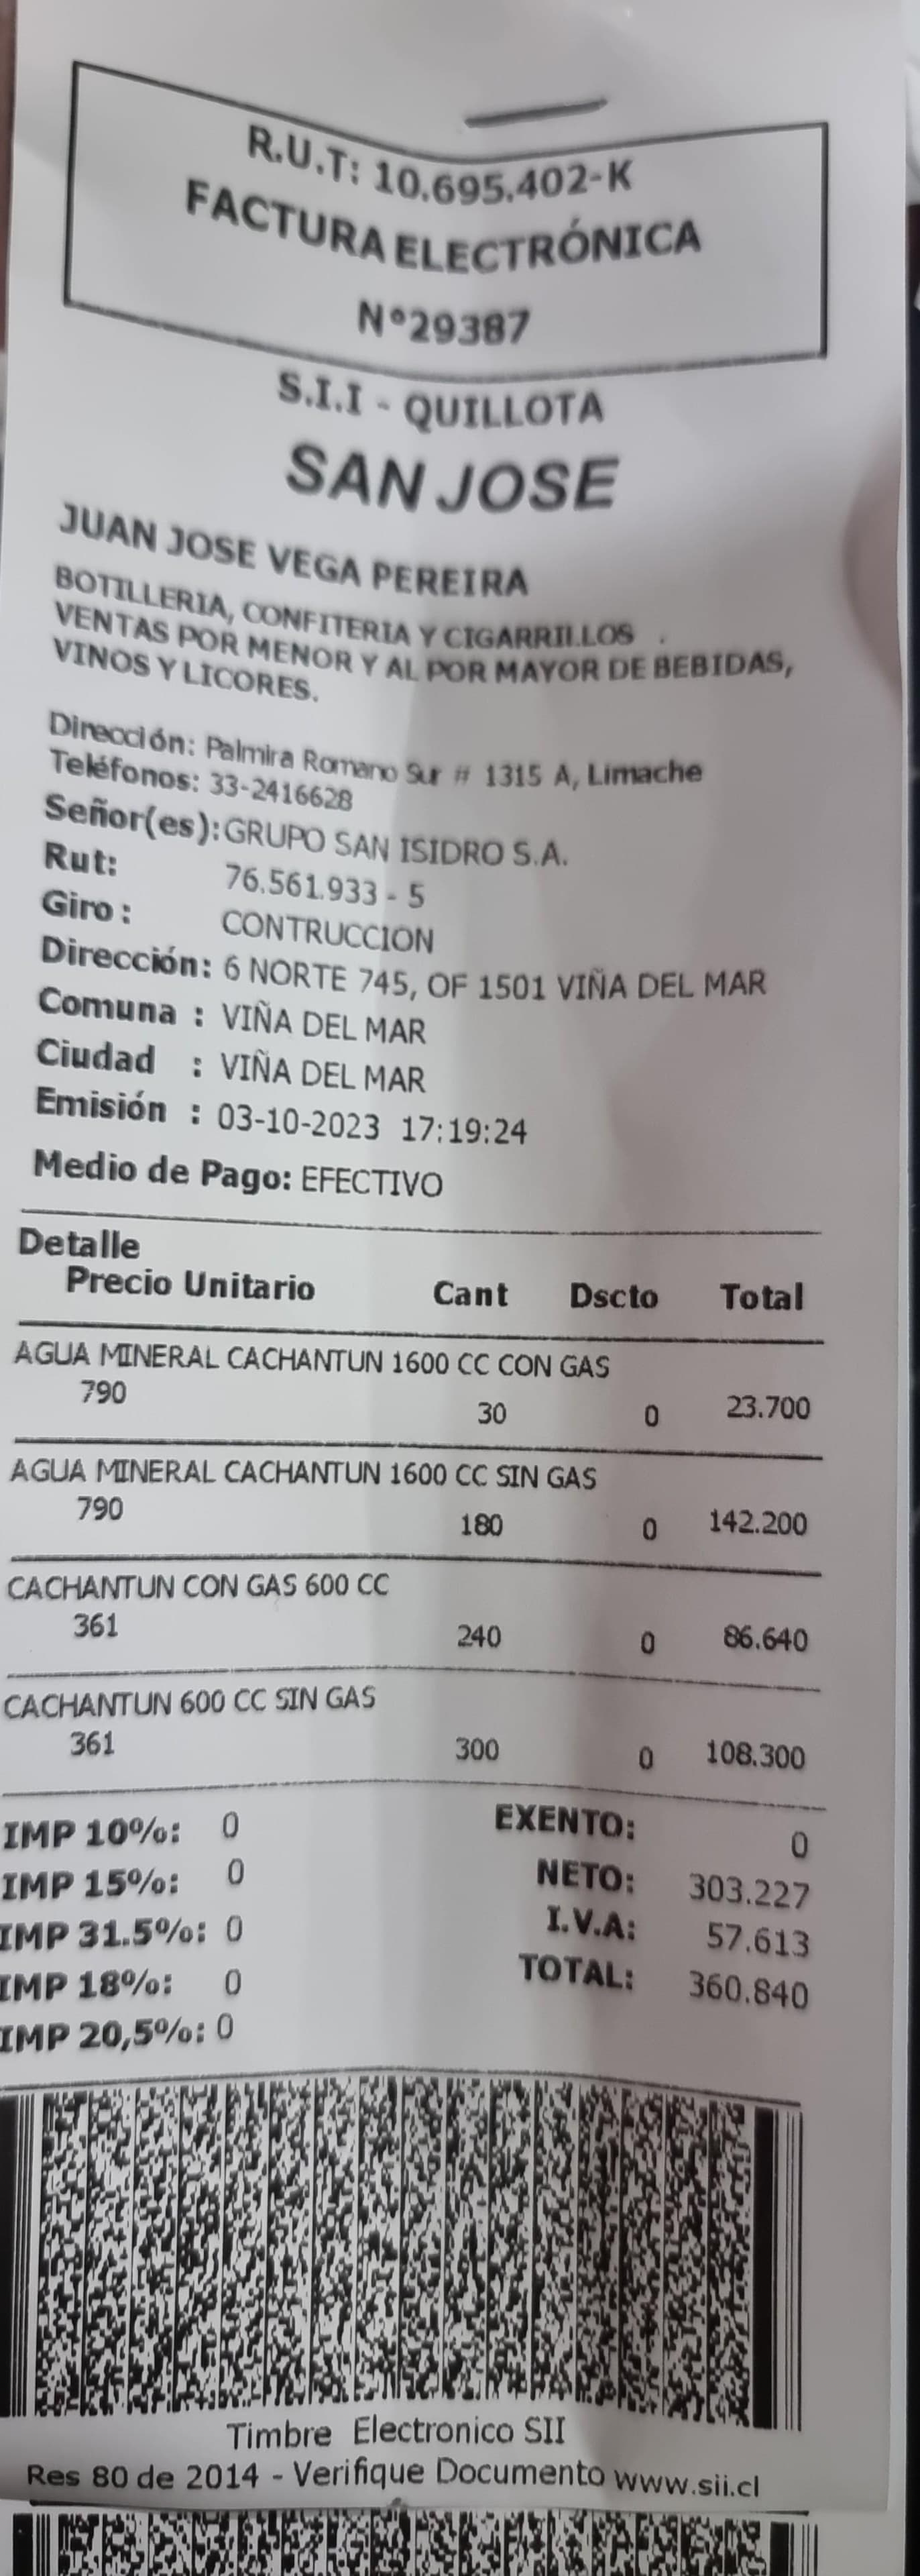 R.U.T: 10.695.402-K
FACTURA ELECTRÓNICA
N°29387
S.I.I - QUILLOTA
SAN JOSE
JUAN JOSE VEGA PEREIRA
BOTILLERIA, CONFITERIA Y CIGARRILLOS .
VENTAS POR MENOR Y AL POR MAYOR DE BEBIDAS,
VINOS Y LICORES.
Dirección: Palmira Romano Sur # 1315 A, Limache
Teléfonos: 33-2416628
Señor(es): GRUPO SAN ISIDRO S.A.
Rut: 76.561.933 - 5
Giro : CONTRUCCION
Dirección: 6 NORTE 745, OF 1501 VIÑA DEL MAR
Comuna : VIÑA DEL MAR
Ciudad : VIÑA DEL MAR
Emisión : 03-10-2023 17:19:24
Medio de Pago: EFECTIVO
Detalle
Precio Unitario Cant Dscto Total
AGUA MINERAL CACHANTUN 1600 CC CON GAS
790 30 0 23.700
AGUA MINERAL CACHANTUN 1600 CC SIN GAS
790 180 0 142.200
CACHANTUN CON GAS 600 CC
361 240 0 86.640
CACHANTUN 600 CC SIN GAS
361 300 0 108.300
IMP 10%: 0 EXENTO: 0
IMP 15%: 0 NETO: 303.227
IMP 31.5%: 0 I.V.A: 57.613
IMP 18%: 0 TOTAL: 360.840
IMP 20,5%: 0
Timbre Electronico SII
Res 80 de 2014 - Verifique Documento www.sii.cl